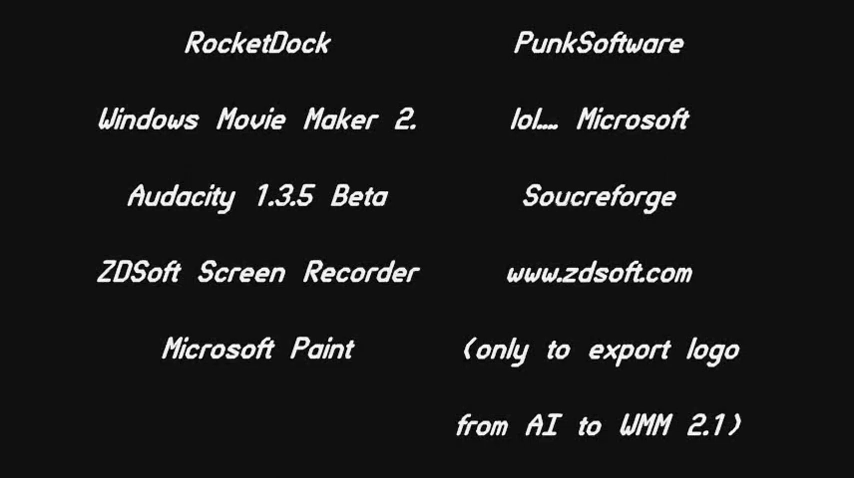 RocketDock PunkSoftware
Windows Movie Maker 2. lol.... Microsoft
Audacity 1.3.5 Beta Soucreforge
ZDSoft Screen Recorder www.zdsoft.com
Microsoft Paint (only to export logo
from AI to WMM 2.1)